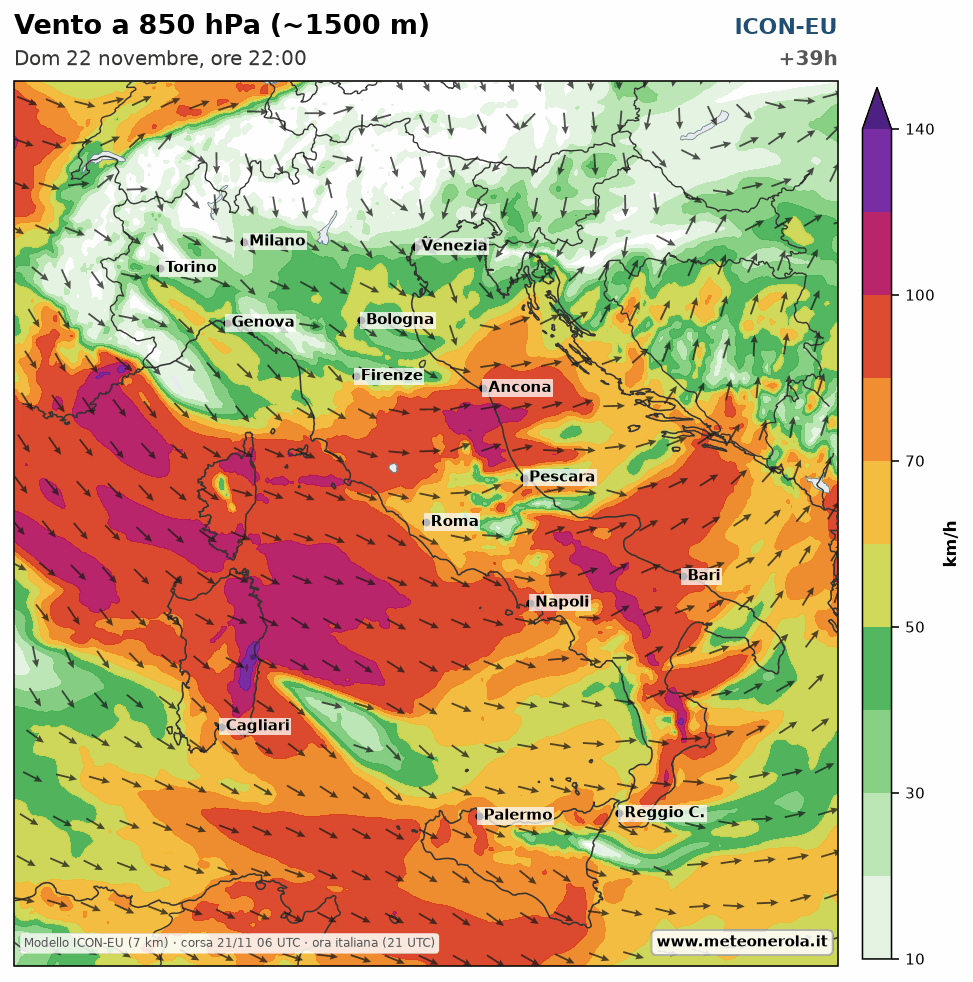 Vento a 850 hPa (~1500 m)
ICON-EU
Dom 22 novembre, ore 22:00
+39h
140
Milano
Venezia
Torino
100
Genova
Bologna
Firenze
Ancona
70
Pescara
Roma
km/h
Bari
Napoli
50
Cagliari
30
Palermo
Reggio C.
Modello ICON-EU (7 km) · corsa 21/11 06 UTC · ora italiana (21 UTC)
www.meteonerola.it
10